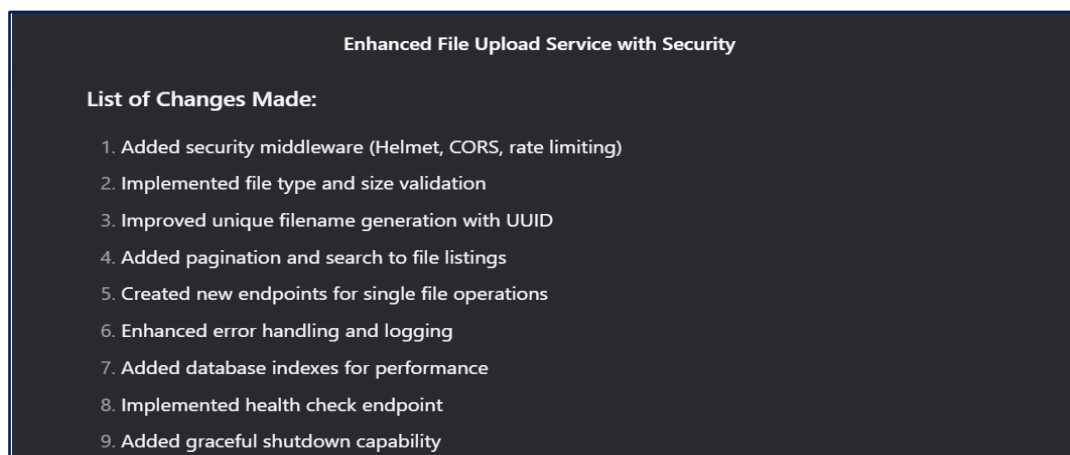 Enhanced File Upload Service with Security
List of Changes Made:
1. Added security middleware (Helmet, CORS, rate limiting)
2. Implemented file type and size validation
3. Improved unique filename generation with UUID
4. Added pagination and search to file listings
5. Created new endpoints for single file operations
6. Enhanced error handling and logging
7. Added database indexes for performance
8. Implemented health check endpoint
9. Added graceful shutdown capability